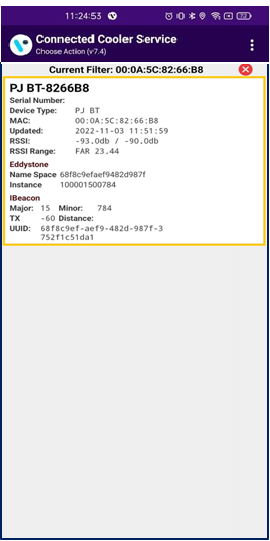 11:24:53
72
Connected Cooler Service
Choose Action (v7.4)
Current Filter: 00:0A:5C:82:66:B8
PJ BT-8266B8
Serial Number:
Device Type: PJ BT
MAC: 00:0A:5C:82:66:B8
Updated: 2022-11-03 11:51:59
RSSI: -93.0db / -90.0db
RSSI Range: FAR 23.44
Eddystone
Name Space 68f8c9efaef9482d987f
Instance 100001500784
IBeacon
Major: 15 Minor: 784
TX -60 Distance:
UUID: 68f8c9ef-aef9-482d-987f-3
752f1c51da1